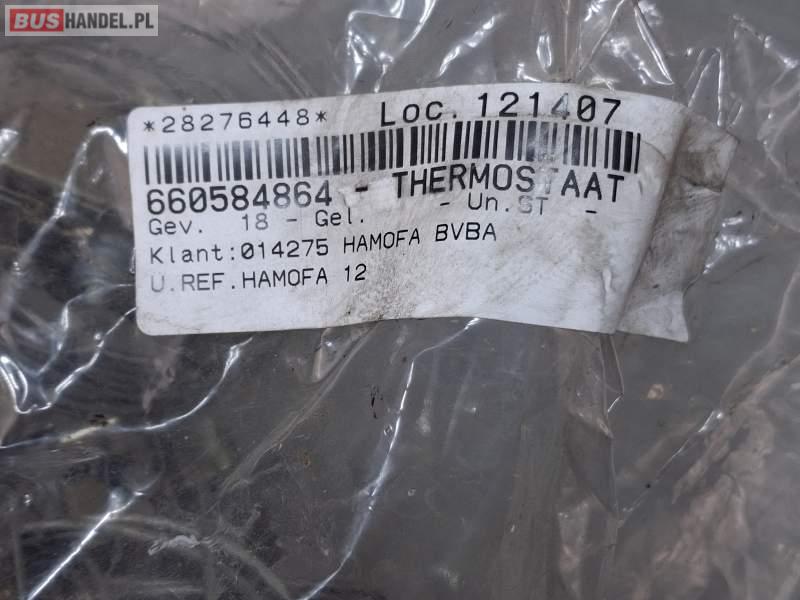 BUSHANDEL.PL
*28276448* Loc. 121407
660584864 - THERMOSTAAT
Gev. 18 - Gel. - Un.ST -
Klant:014275 HAMOFA BVBA
U.REF.HAMOFA 12